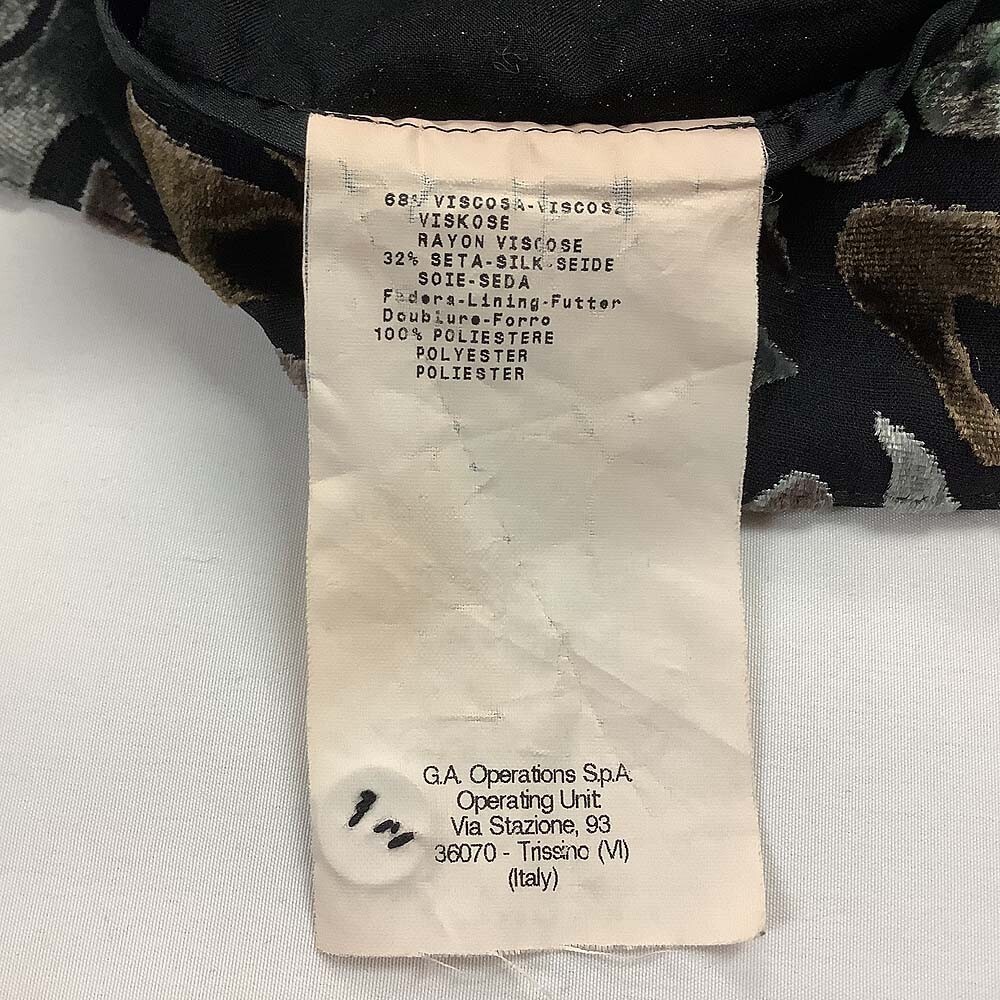 68% VISCOSA-VISCOSE
VISKOSE
RAYON VISCOSE
32% SETA-SILK-SEIDE
SOIE-SEDA
Fodera-Lining-Futter
Doublure-Forro
100% POLIESTERE
POLYESTER
POLIESTER
G.A. Operations S.p.A.
Operating Unit
Via Stazione, 93
36070 - Trissino (VI)
(Italy)